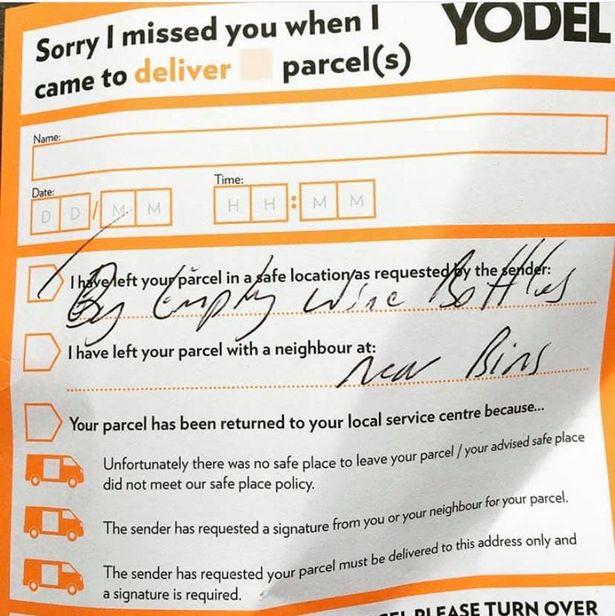 Sorry I missed you when I
came to deliver parcel(s)
YODEL
Name:
Date:
Time:
D D / M M
H H : M M
I have left your parcel in a safe location/as requested by the sender:
By Empty Wine Bottles
I have left your parcel with a neighbour at:
Near Bins
Your parcel has been returned to your local service centre because...
Unfortunately there was no safe place to leave your parcel / your advised safe place
did not meet our safe place policy.
The sender has requested a signature from you or your neighbour for your parcel.
The sender has requested your parcel must be delivered to this address only and
a signature is required.
PLEASE TURN OVER